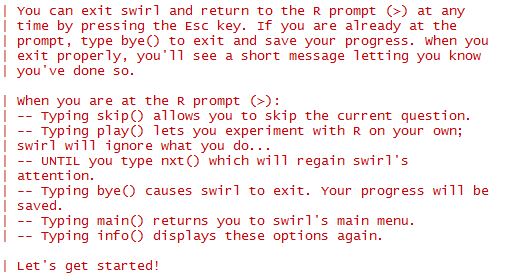 | You can exit swirl and return to the R prompt (>) at any
| time by pressing the Esc key. If you are already at the
| prompt, type bye() to exit and save your progress. When you
| exit properly, you'll see a short message letting you know
| you've done so.
| When you are at the R prompt (>):
| -- Typing skip() allows you to skip the current question.
| -- Typing play() lets you experiment with R on your own;
| swirl will ignore what you do...
| -- UNTIL you type nxt() which will regain swirl's
| attention.
| -- Typing bye() causes swirl to exit. Your progress will be
| saved.
| -- Typing main() returns you to swirl's main menu.
| -- Typing info() displays these options again.
| Let's get started!